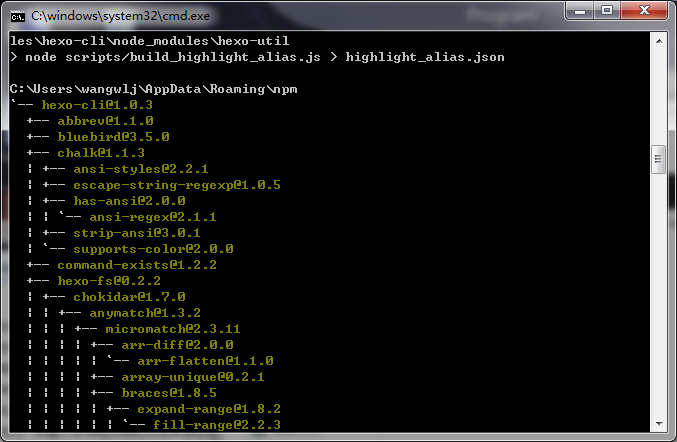 C:\windows\system32\cmd.exe
les\hexo-cli\node_modules\hexo-util
> node scripts/build_highlight_alias.js > highlight_alias.json
C:\Users\wangwlj\AppData\Roaming\npm
`-- hexo-cli@1.0.3
  +-- abbrev@1.1.0
  +-- bluebird@3.5.0
  +-- chalk@1.1.3
  | +-- ansi-styles@2.2.1
  | +-- escape-string-regexp@1.0.5
  | +-- has-ansi@2.0.0
  | | `-- ansi-regex@2.1.1
  | +-- strip-ansi@3.0.1
  | `-- supports-color@2.0.0
  +-- command-exists@1.2.2
  +-- hexo-fs@0.2.2
  | +-- chokidar@1.7.0
  | | +-- anymatch@1.3.2
  | | | +-- micromatch@2.3.11
  | | | | +-- arr-diff@2.0.0
  | | | | | `-- arr-flatten@1.1.0
  | | | | +-- array-unique@0.2.1
  | | | | +-- braces@1.8.5
  | | | | | +-- expand-range@1.8.2
  | | | | | | `-- fill-range@2.2.3